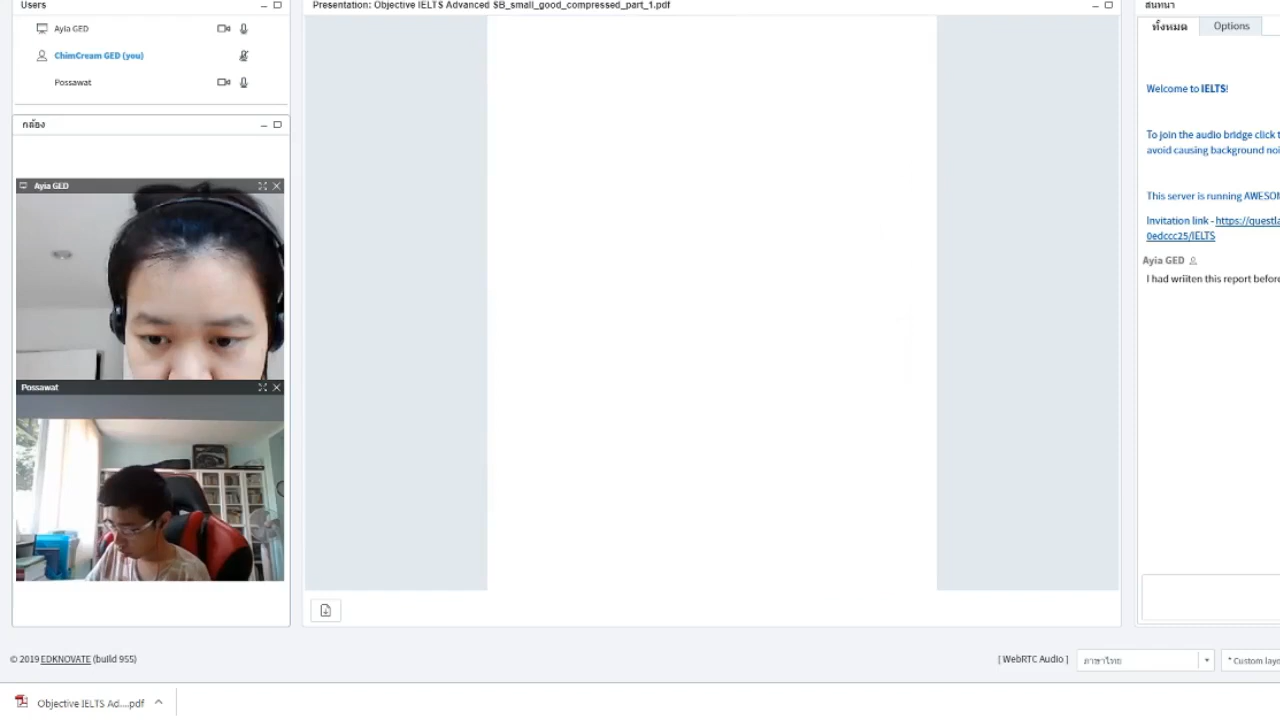 Users
Ayia GED
ChimCream GED (you)
Possawat
กล้อง
Ayia GED
Possawat
Presentation: Objective IELTS Advanced SB_small_good_compressed_part_1.pdf
สนทนา
ทั้งหมด Options
Welcome to IELTS!
To join the audio bridge click t
avoid causing background noi
This server is running AWESO
Invitation link - https://questla
0edccc25/IELTS
Ayia GED
I had wriiten this report before
© 2019 EDKNOVATE (build 955)
[ WebRTC Audio ] ภาษาไทย * Custom layo
Objective IELTS Ad....pdf